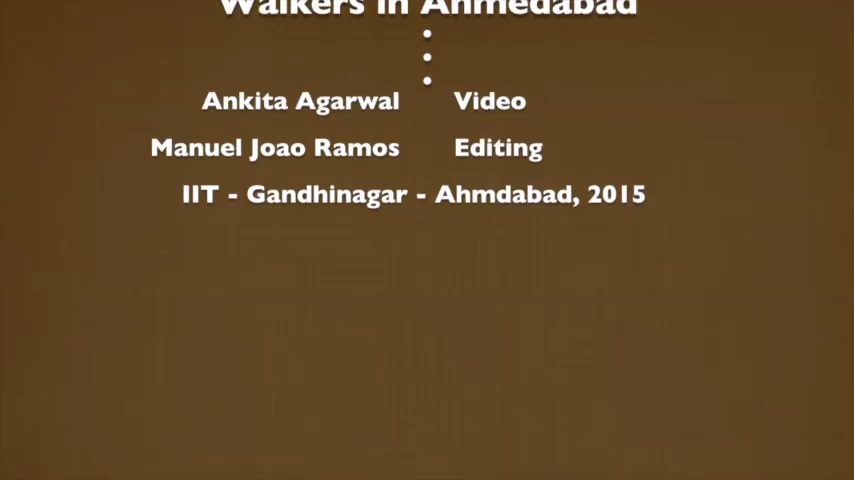 Walkers in Ahmedabad
Ankita Agarwal Video
Manuel Joao Ramos Editing
IIT - Gandhinagar - Ahmdabad, 2015